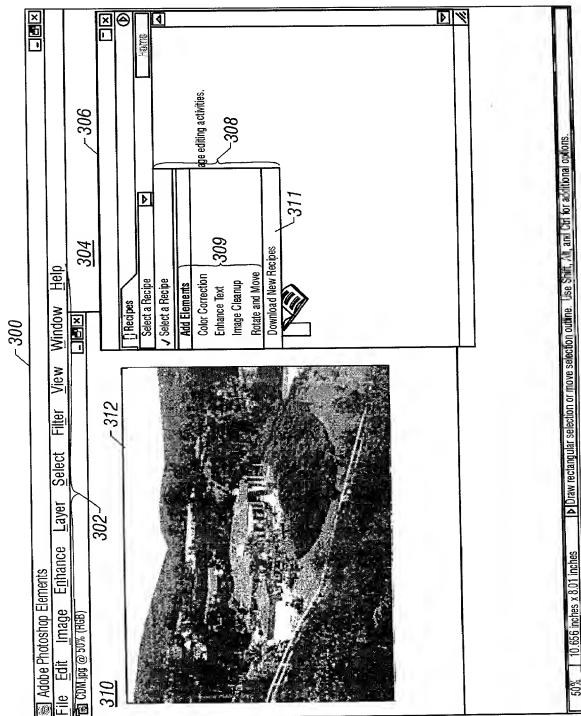 300
Adobe Photoshop Elements
File Edit Image Enhance Layer Select Filter View Window Help
302
304
306
CDM.jpg @ 50% (RGB)
310
312
Recipes
Home
Select a Recipe
✓ Select a Recipe
Add Elements
Color Correction
Enhance Text
Image Cleanup
Rotate and Move
Download New Recipes
309
308
311
age editing activities.
50% 10.656 inches x 8.01 inches Draw rectangular selection or move selection outline. Use Shift, Alt, and Ctrl for additional options.